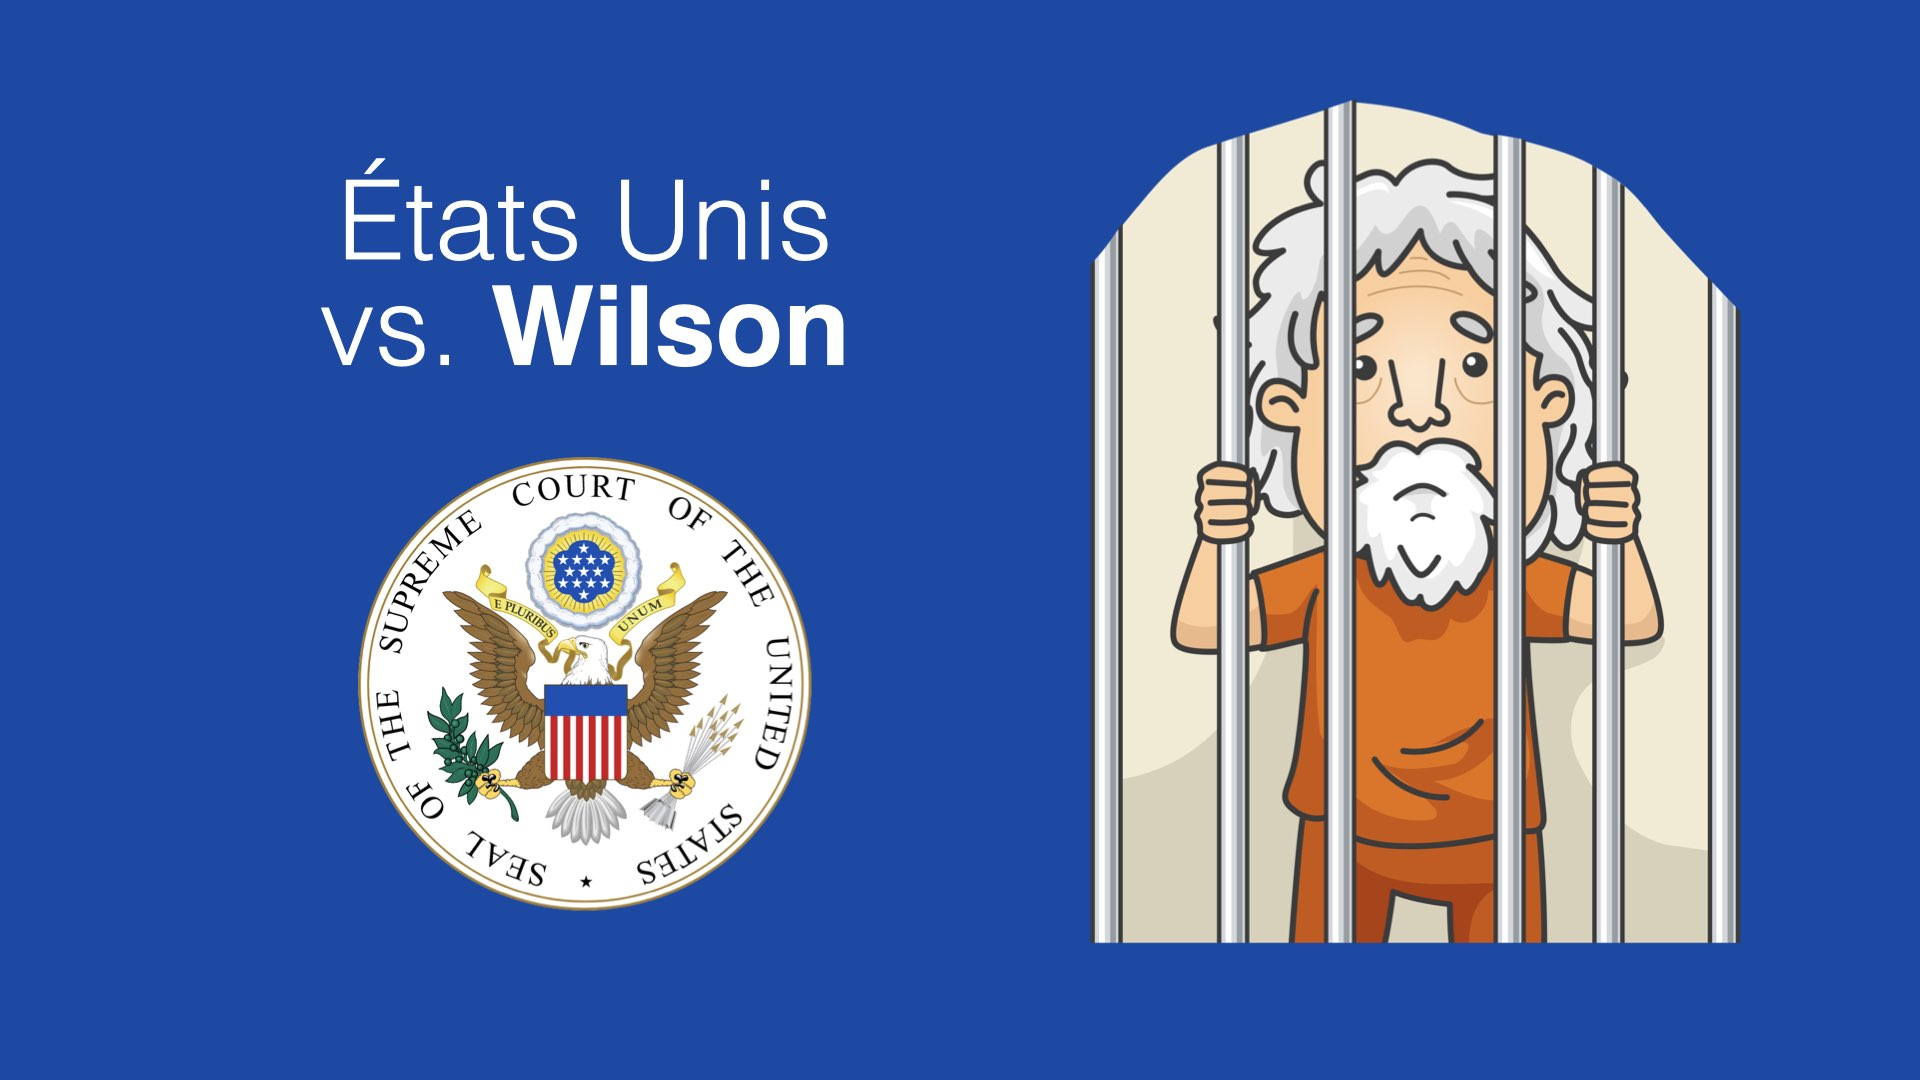 États Unis
vs. Wilson
SEAL OF THE SUPREME COURT OF THE UNITED STATES
E PLURIBUS UNUM